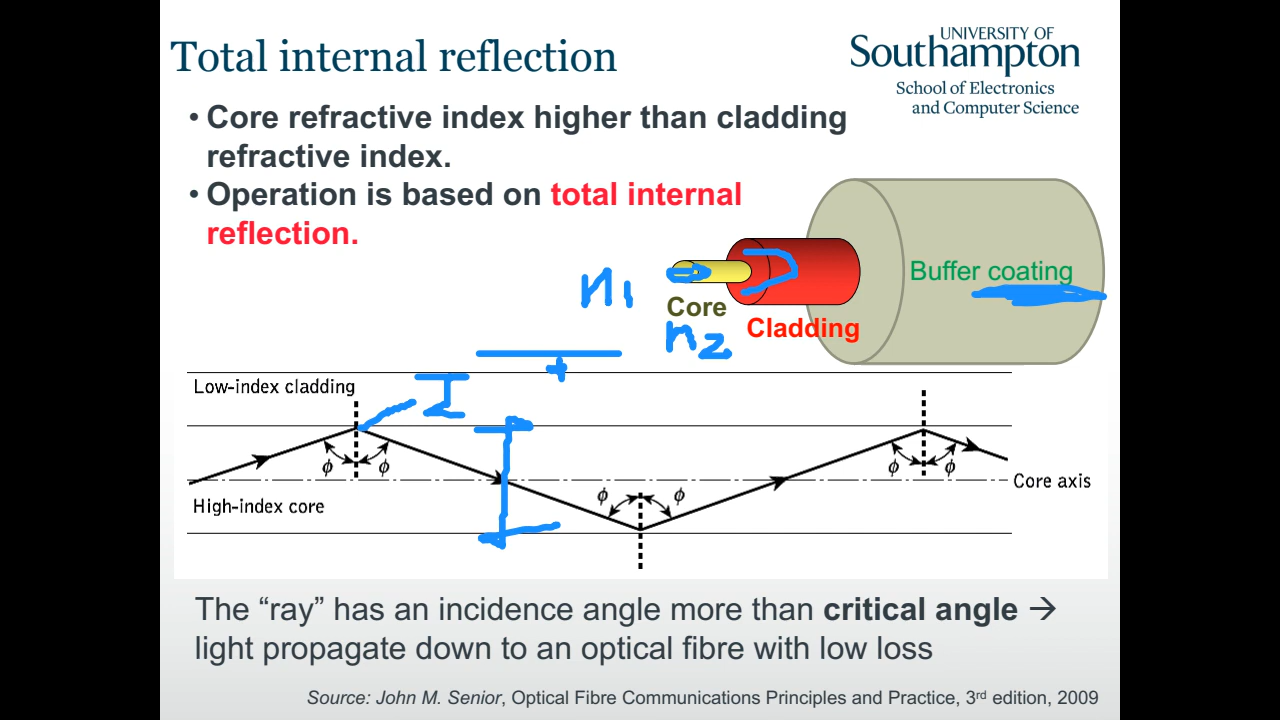 Total internal reflection
UNIVERSITY OF
Southampton
School of Electronics
and Computer Science
• Core refractive index higher than cladding
refractive index.
• Operation is based on total internal
reflection.
Buffer coating
n1
Core
Cladding
n2
Low-index cladding
ϕ ϕ
ϕ ϕ
ϕ ϕ
Core axis
High-index core
The “ray” has an incidence angle more than critical angle →
light propagate down to an optical fibre with low loss
Source: John M. Senior, Optical Fibre Communications Principles and Practice, 3rd edition, 2009